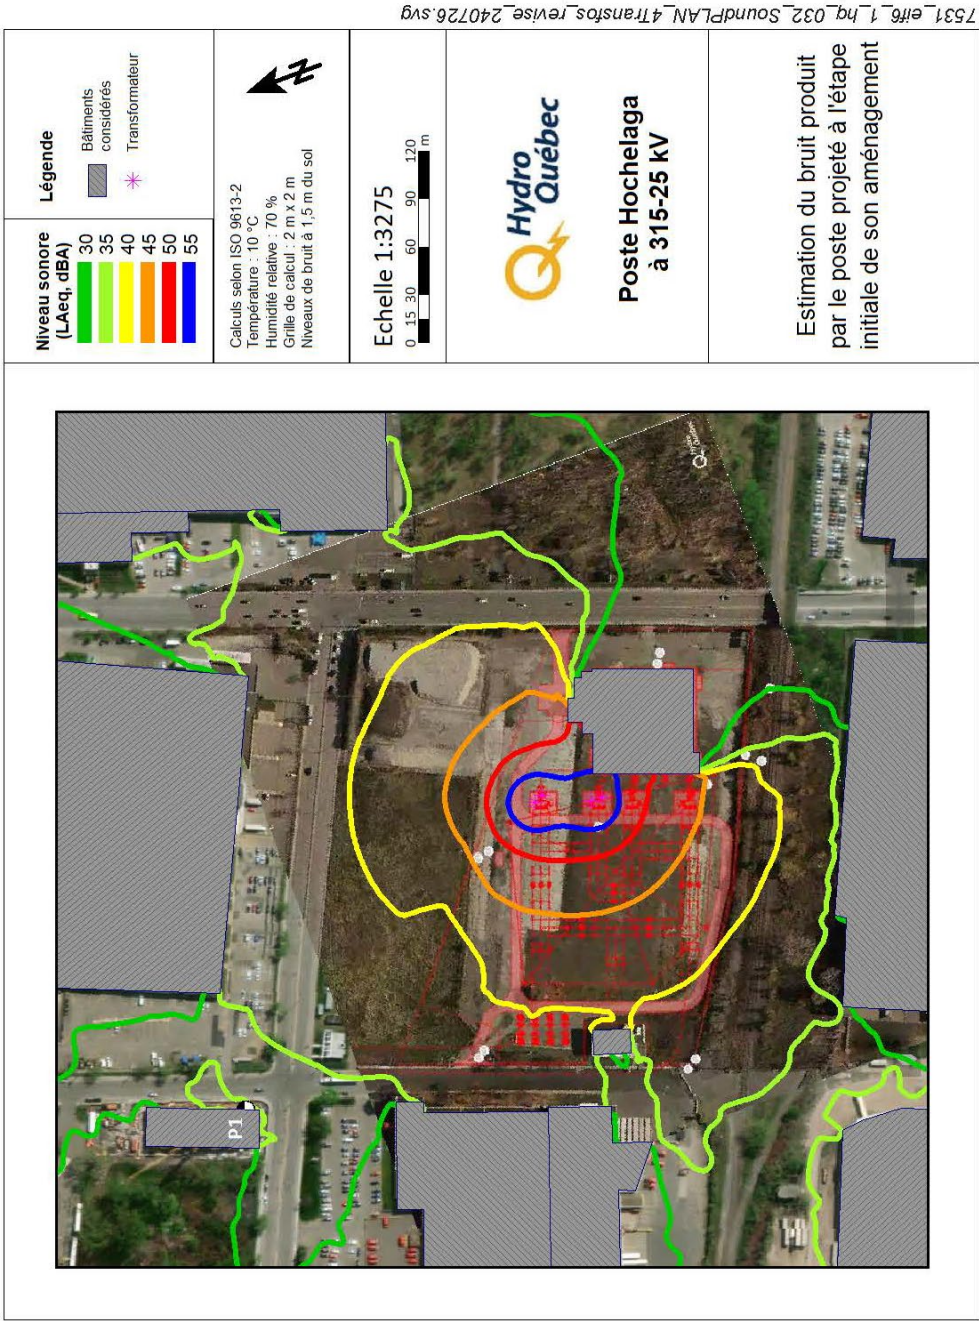 7531_eif6_1_hq_032_SoundPLAN_4Transfos_revise_240726.svg
Niveau sonore
(LAeq, dBA)
30
35
40
45
50
55
Légende
Bâtiments
considérés
Transformateur
Calculs selon ISO 9613-2
Température : 10 °C
Humidité relative : 70 %
Grille de calcul : 2 m x 2 m
Niveaux de bruit à 1,5 m du sol
N
Echelle 1:3275
0 15 30 60 90 120
m
Hydro
Québec
Poste Hochelaga
à 315-25 kV
Estimation du bruit produit
par le poste projeté à l'étape
initiale de son aménagement
P1
Hydro
Québec